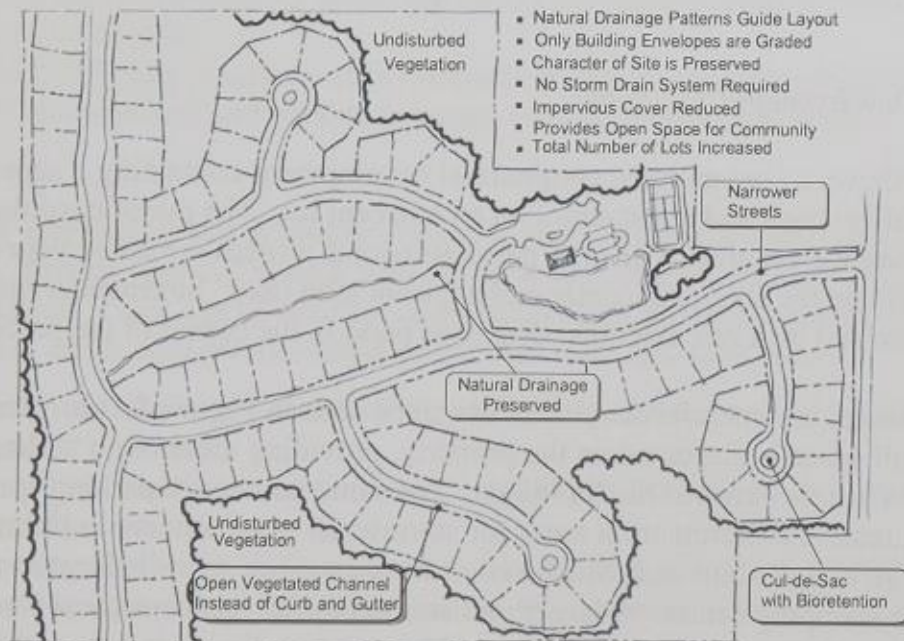 Undisturbed
Vegetation
• Natural Drainage Patterns Guide Layout
• Only Building Envelopes are Graded
• Character of Site is Preserved
• No Storm Drain System Required
• Impervious Cover Reduced
• Provides Open Space for Community
• Total Number of Lots Increased
Narrower
Streets
Natural Drainage
Preserved
Undisturbed
Vegetation
Open Vegetated Channel
Instead of Curb and Gutter
Cul-de-Sac
with Bioretention